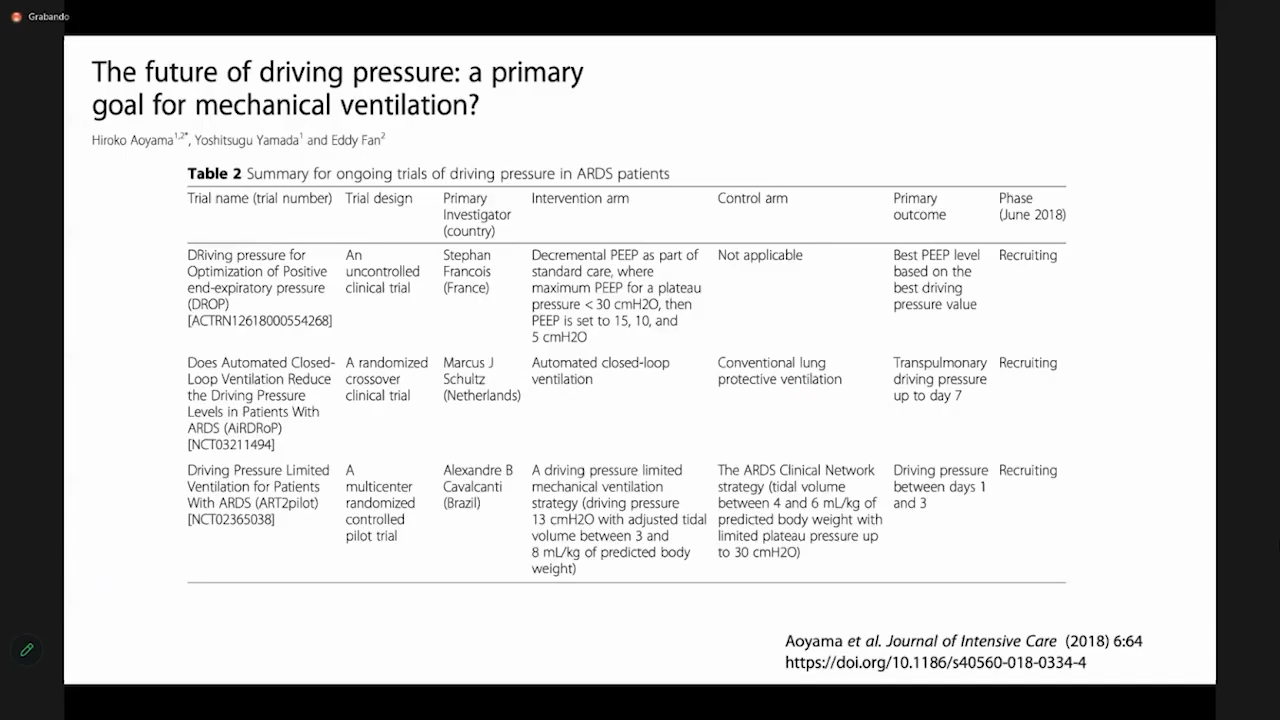 Grabando
The future of driving pressure: a primary
goal for mechanical ventilation?
Hiroko Aoyama1,2*, Yoshitsugu Yamada1 and Eddy Fan2
Table 2 Summary for ongoing trials of driving pressure in ARDS patients
Trial name (trial number)
Trial design
Primary
Investigator
(country)
Intervention arm
Control arm
Primary
outcome
Phase
(June 2018)
DRiving pressure for
Optimization of Positive
end-expiratory pressure
(DROP)
[ACTRN12618000554268]
An
uncontrolled
clinical trial
Stephan
Francois
(France)
Decremental PEEP as part of
standard care, where
maximum PEEP for a plateau
pressure < 30 cmH2O, then
PEEP is set to 15, 10, and
5 cmH2O
Not applicable
Best PEEP level
based on the
best driving
pressure value
Recruiting
Does Automated Closed-
Loop Ventilation Reduce
the Driving Pressure
Levels in Patients With
ARDS (AiRDRoP)
[NCT03211494]
A randomized
crossover
clinical trial
Marcus J
Schultz
(Netherlands)
Automated closed-loop
ventilation
Conventional lung
protective ventilation
Transpulmonary
driving pressure
up to day 7
Recruiting
Driving Pressure Limited
Ventilation for Patients
With ARDS (ART2pilot)
[NCT02365038]
A
multicenter
randomized
controlled
pilot trial
Alexandre B
Cavalcanti
(Brazil)
A driving pressure limited
mechanical ventilation
strategy (driving pressure
13 cmH2O with adjusted tidal
volume between 3 and
8 mL/kg of predicted body
weight)
The ARDS Clinical Network
strategy (tidal volume
between 4 and 6 mL/kg of
predicted body weight with
limited plateau pressure up
to 30 cmH2O)
Driving pressure
between days 1
and 3
Recruiting
Aoyama et al. Journal of Intensive Care (2018) 6:64
https://doi.org/10.1186/s40560-018-0334-4